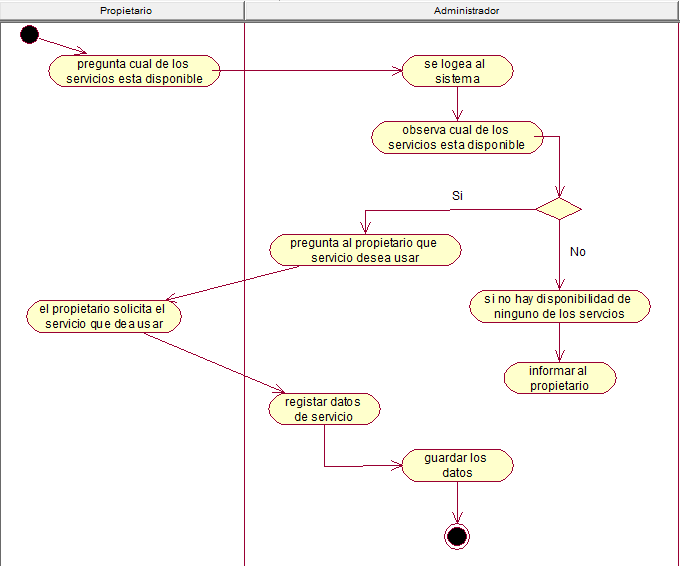 Propietario
Administrador
pregunta cual de los
servicios esta disponible
se logea al
sistema
observa cual de los
servicios esta disponible
Si
No
pregunta al propietario que
servicio desea usar
si no hay disponibilidad de
ninguno de los servcios
el propietario solicita el
servicio que dea usar
informar al
propietario
registar datos
de servicio
guardar los
datos